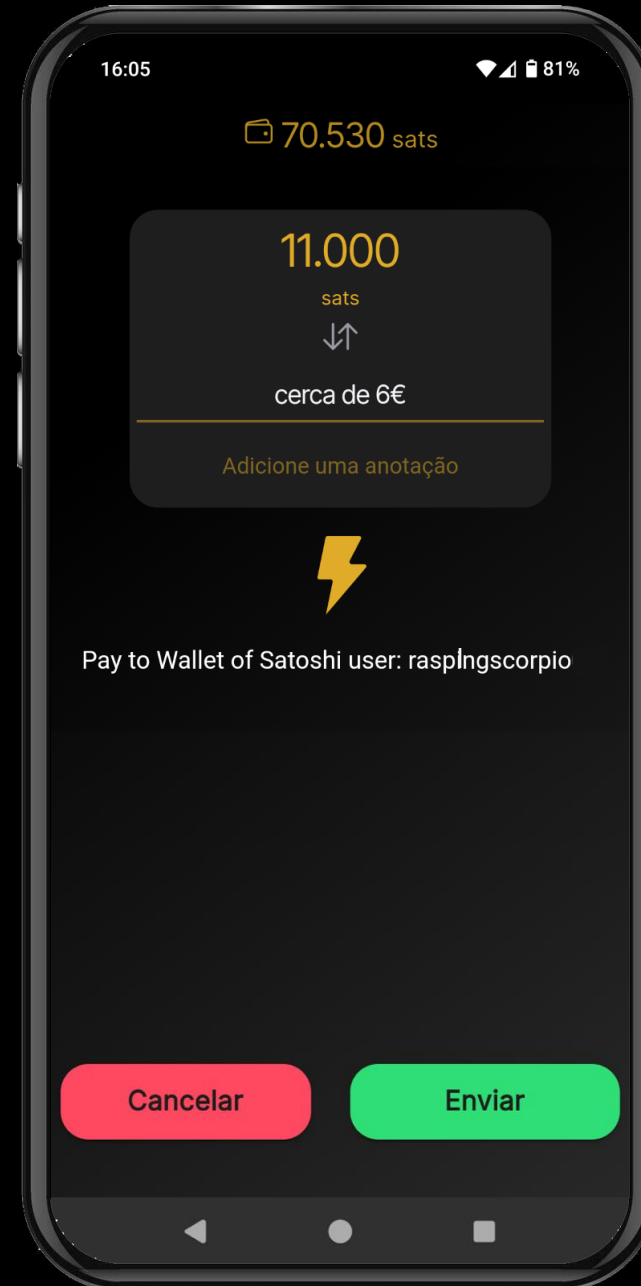 16:05 81%
70.530 sats
11.000
sats
cerca de 6€
Adicione uma anotação
Pay to Wallet of Satoshi user: raspingscorpio
Cancelar Enviar